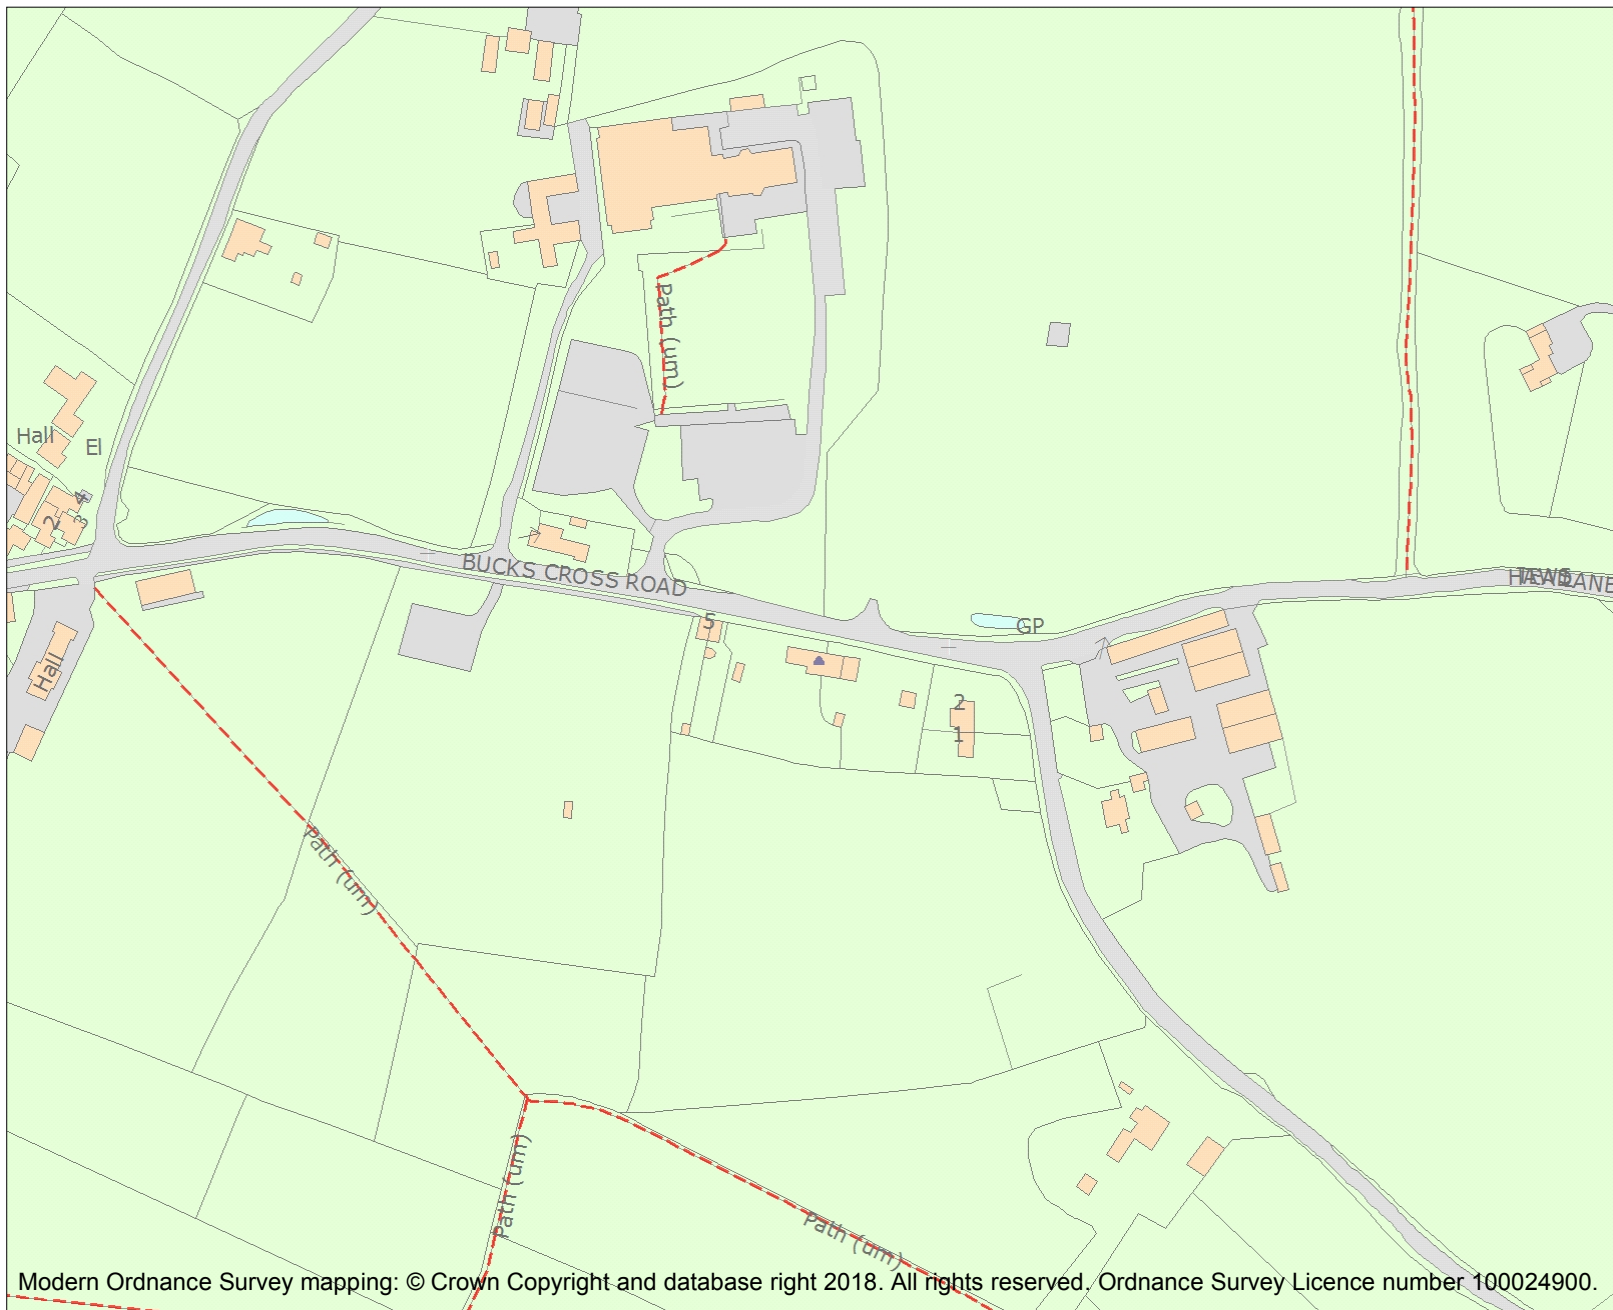 Path (um)
Hall
El
4
2
3
BUCKS CROSS ROAD
5
GP
2
1
Hall
Path (um)
Path (um)
Path (um)
Modern Ordnance Survey mapping: © Crown Copyright and database right 2018. All rights reserved. Ordnance Survey Licence number 100024900.